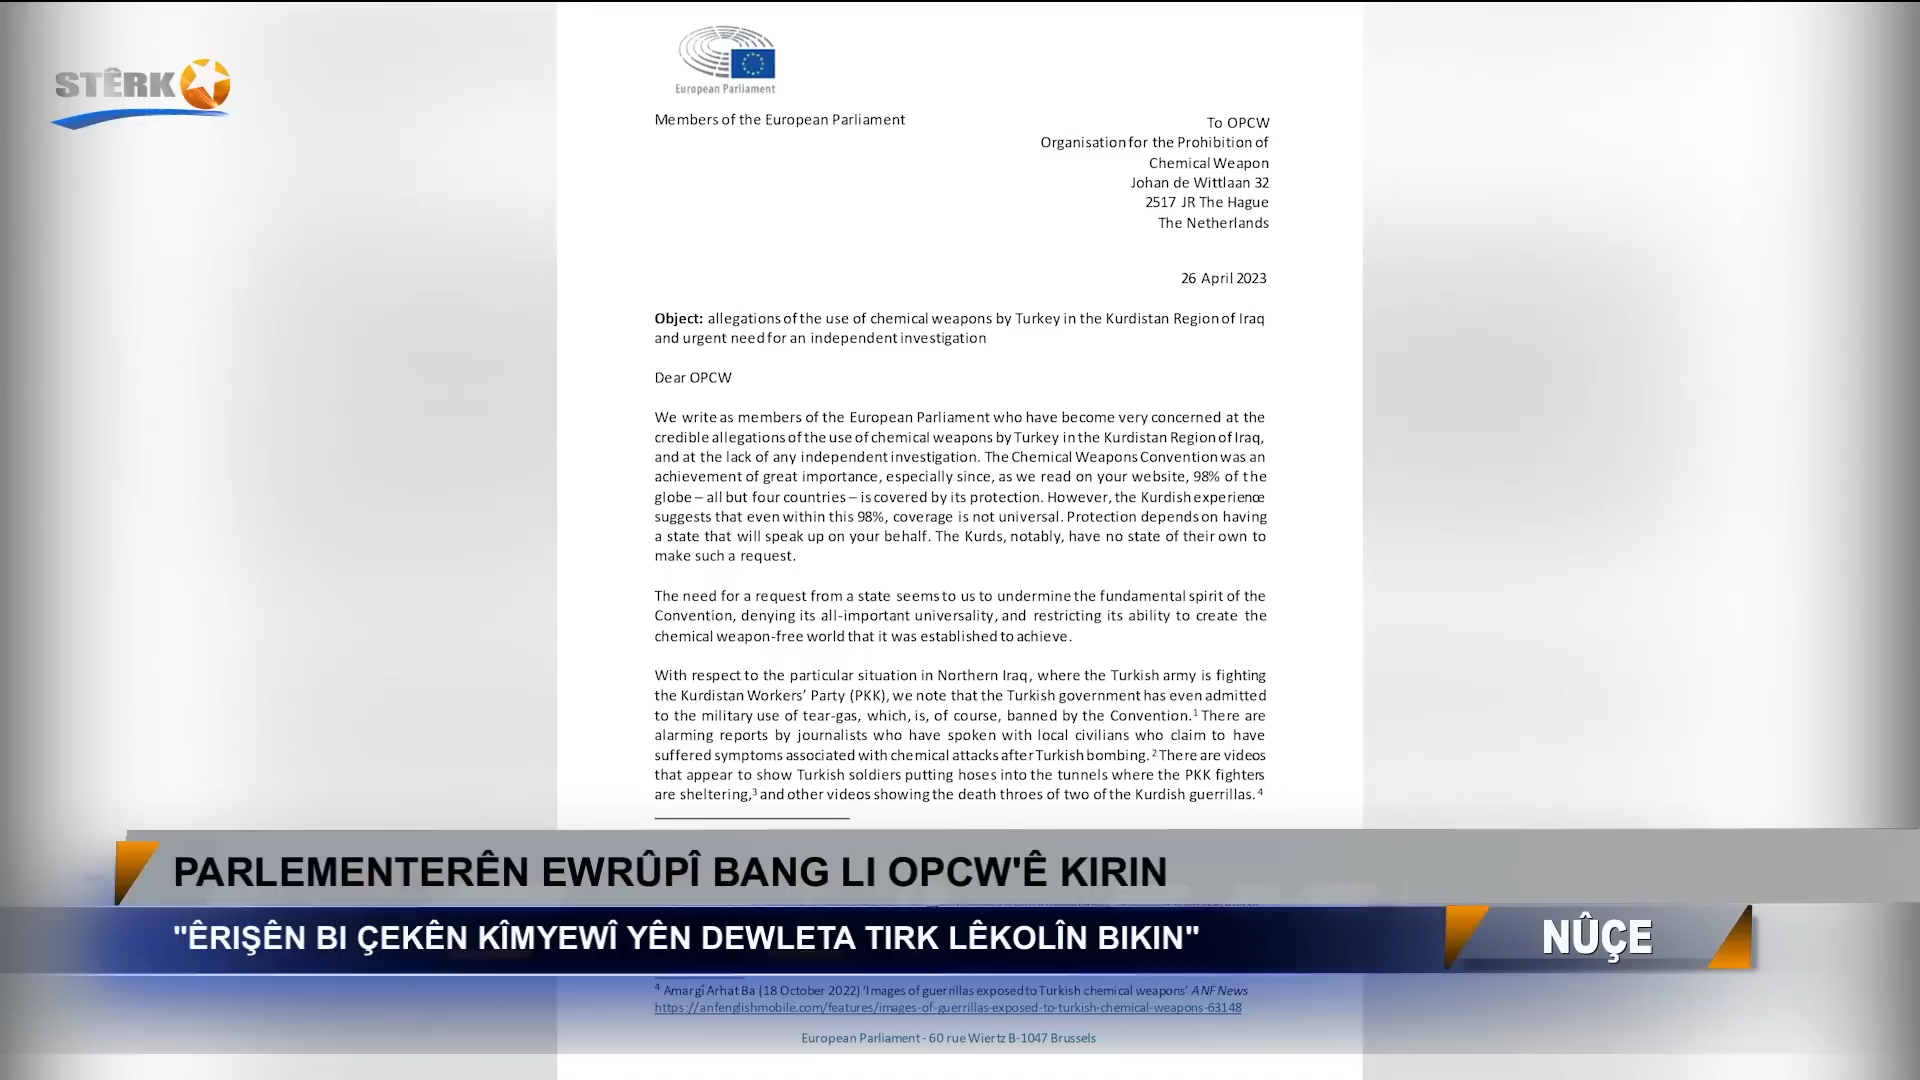 STÊRK
European Parliament
Members of the European Parliament
To OPCW
Organisation for the Prohibition of
Chemical Weapon
Johan de Wittlaan 32
2517 JR The Hague
The Netherlands
26 April 2023
Object: allegations of the use of chemical weapons by Turkey in the Kurdistan Region of Iraq
and urgent need for an independent investigation
Dear OPCW
We write as members of the European Parliament who have become very concerned at the
credible allegations of the use of chemical weapons by Turkey in the Kurdistan Region of Iraq,
and at the lack of any independent investigation. The Chemical Weapons Convention was an
achievement of great importance, especially since, as we read on your website, 98% of the
globe – all but four countries – is covered by its protection. However, the Kurdish experience
suggests that even within this 98%, coverage is not universal. Protection depends on having
a state that will speak up on your behalf. The Kurds, notably, have no state of their own to
make such a request.
The need for a request from a state seems to us to undermine the fundamental spirit of the
Convention, denying its all-important universality, and restricting its ability to create the
chemical weapon-free world that it was established to achieve.
With respect to the particular situation in Northern Iraq, where the Turkish army is fighting
the Kurdistan Workers’ Party (PKK), we note that the Turkish government has even admitted
to the military use of tear-gas, which, is, of course, banned by the Convention.¹ There are
alarming reports by journalists who have spoken with local civilians who claim to have
suffered symptoms associated with chemical attacks after Turkish bombing.² There are videos
that appear to show Turkish soldiers putting hoses into the tunnels where the PKK fighters
are sheltering,³ and other videos showing the death throes of two of the Kurdish guerrillas.⁴
PARLEMENTERÊN EWRÛPÎ BANG LI OPCW'Ê KIRIN
"ÊRIŞÊN BI ÇEKÊN KÎMYEWÎ YÊN DEWLETA TIRK LÊKOLÎN BIKIN"
NÛÇE
⁴ Amargî Arhat Ba (18 October 2022) ‘Images of guerrillas exposed to Turkish chemical weapons’ ANF News
https://anfenglishmobile.com/features/images-of-guerrillas-exposed-to-turkish-chemical-weapons-63148
European Parliament - 60 rue Wiertz B-1047 Brussels